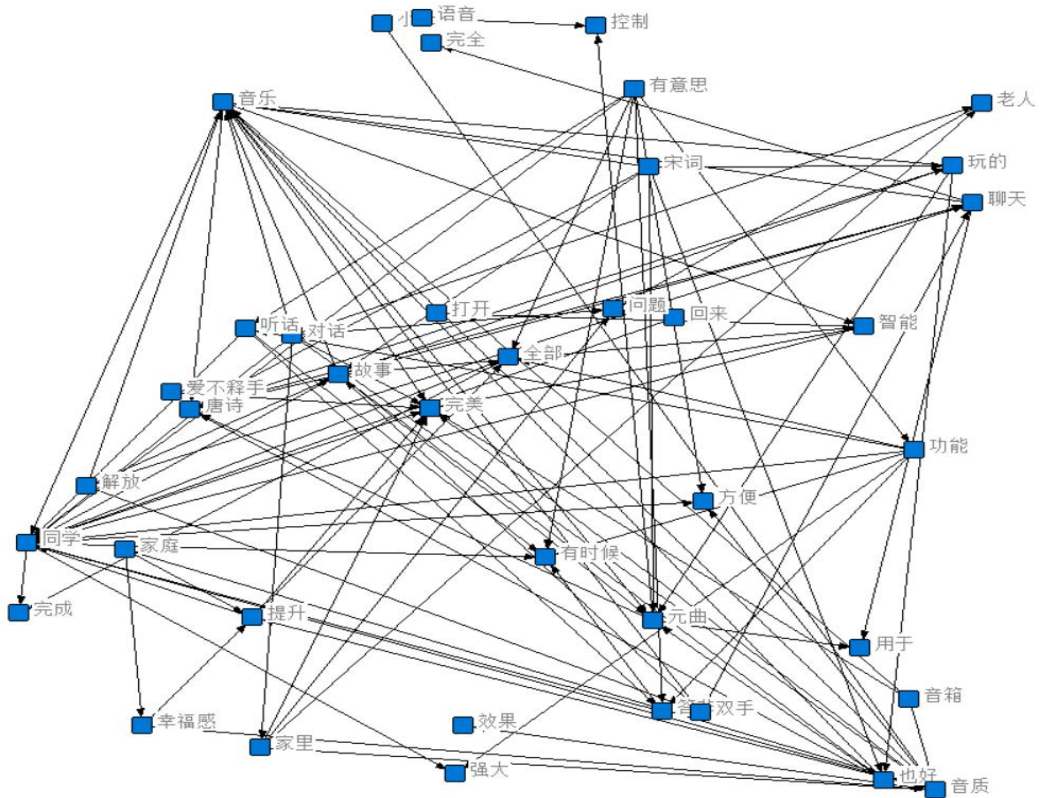 语音
控制
完全
有意思
音乐
老人
宋词
玩的
聊天
打开
问题
回来
听话
对话
智能
全部
故事
爱不释手
唐诗
完美
功能
解放
方便
同学
家庭
有时候
完成
提升
元曲
用于
音箱
双手
幸福感
效果
家里
强大
也好
音质